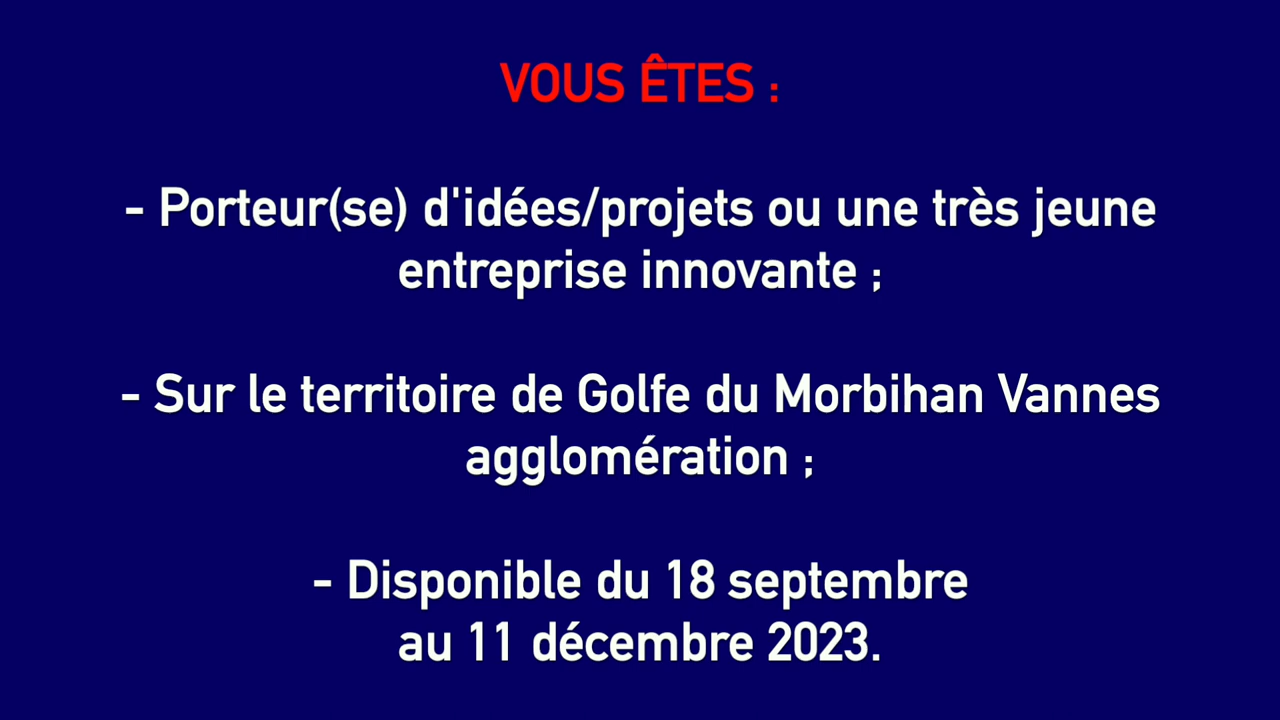 VOUS ÊTES :
- Porteur(se) d'idées/projets ou une très jeune
entreprise innovante ;
- Sur le territoire de Golfe du Morbihan Vannes
agglomération ;
- Disponible du 18 septembre
au 11 décembre 2023.